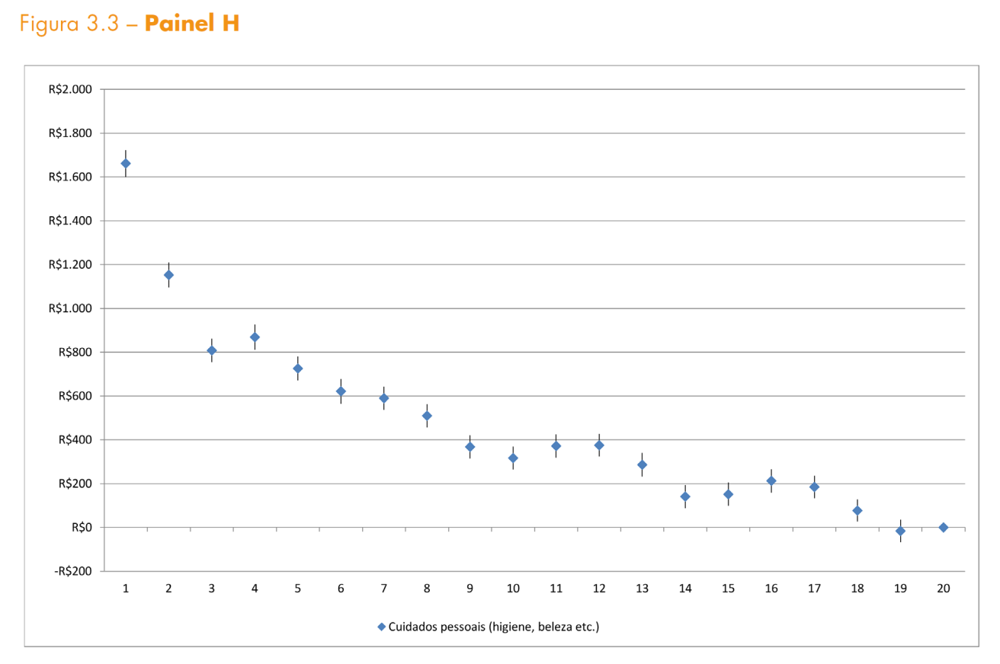 Figura 3.3 – Painel H
R$2.000
R$1.800
R$1.600
R$1.400
R$1.200
R$1.000
R$800
R$600
R$400
R$200
R$0
-R$200
1 2 3 4 5 6 7 8 9 10 11 12 13 14 15 16 17 18 19 20
Cuidados pessoais (higiene, beleza etc.)